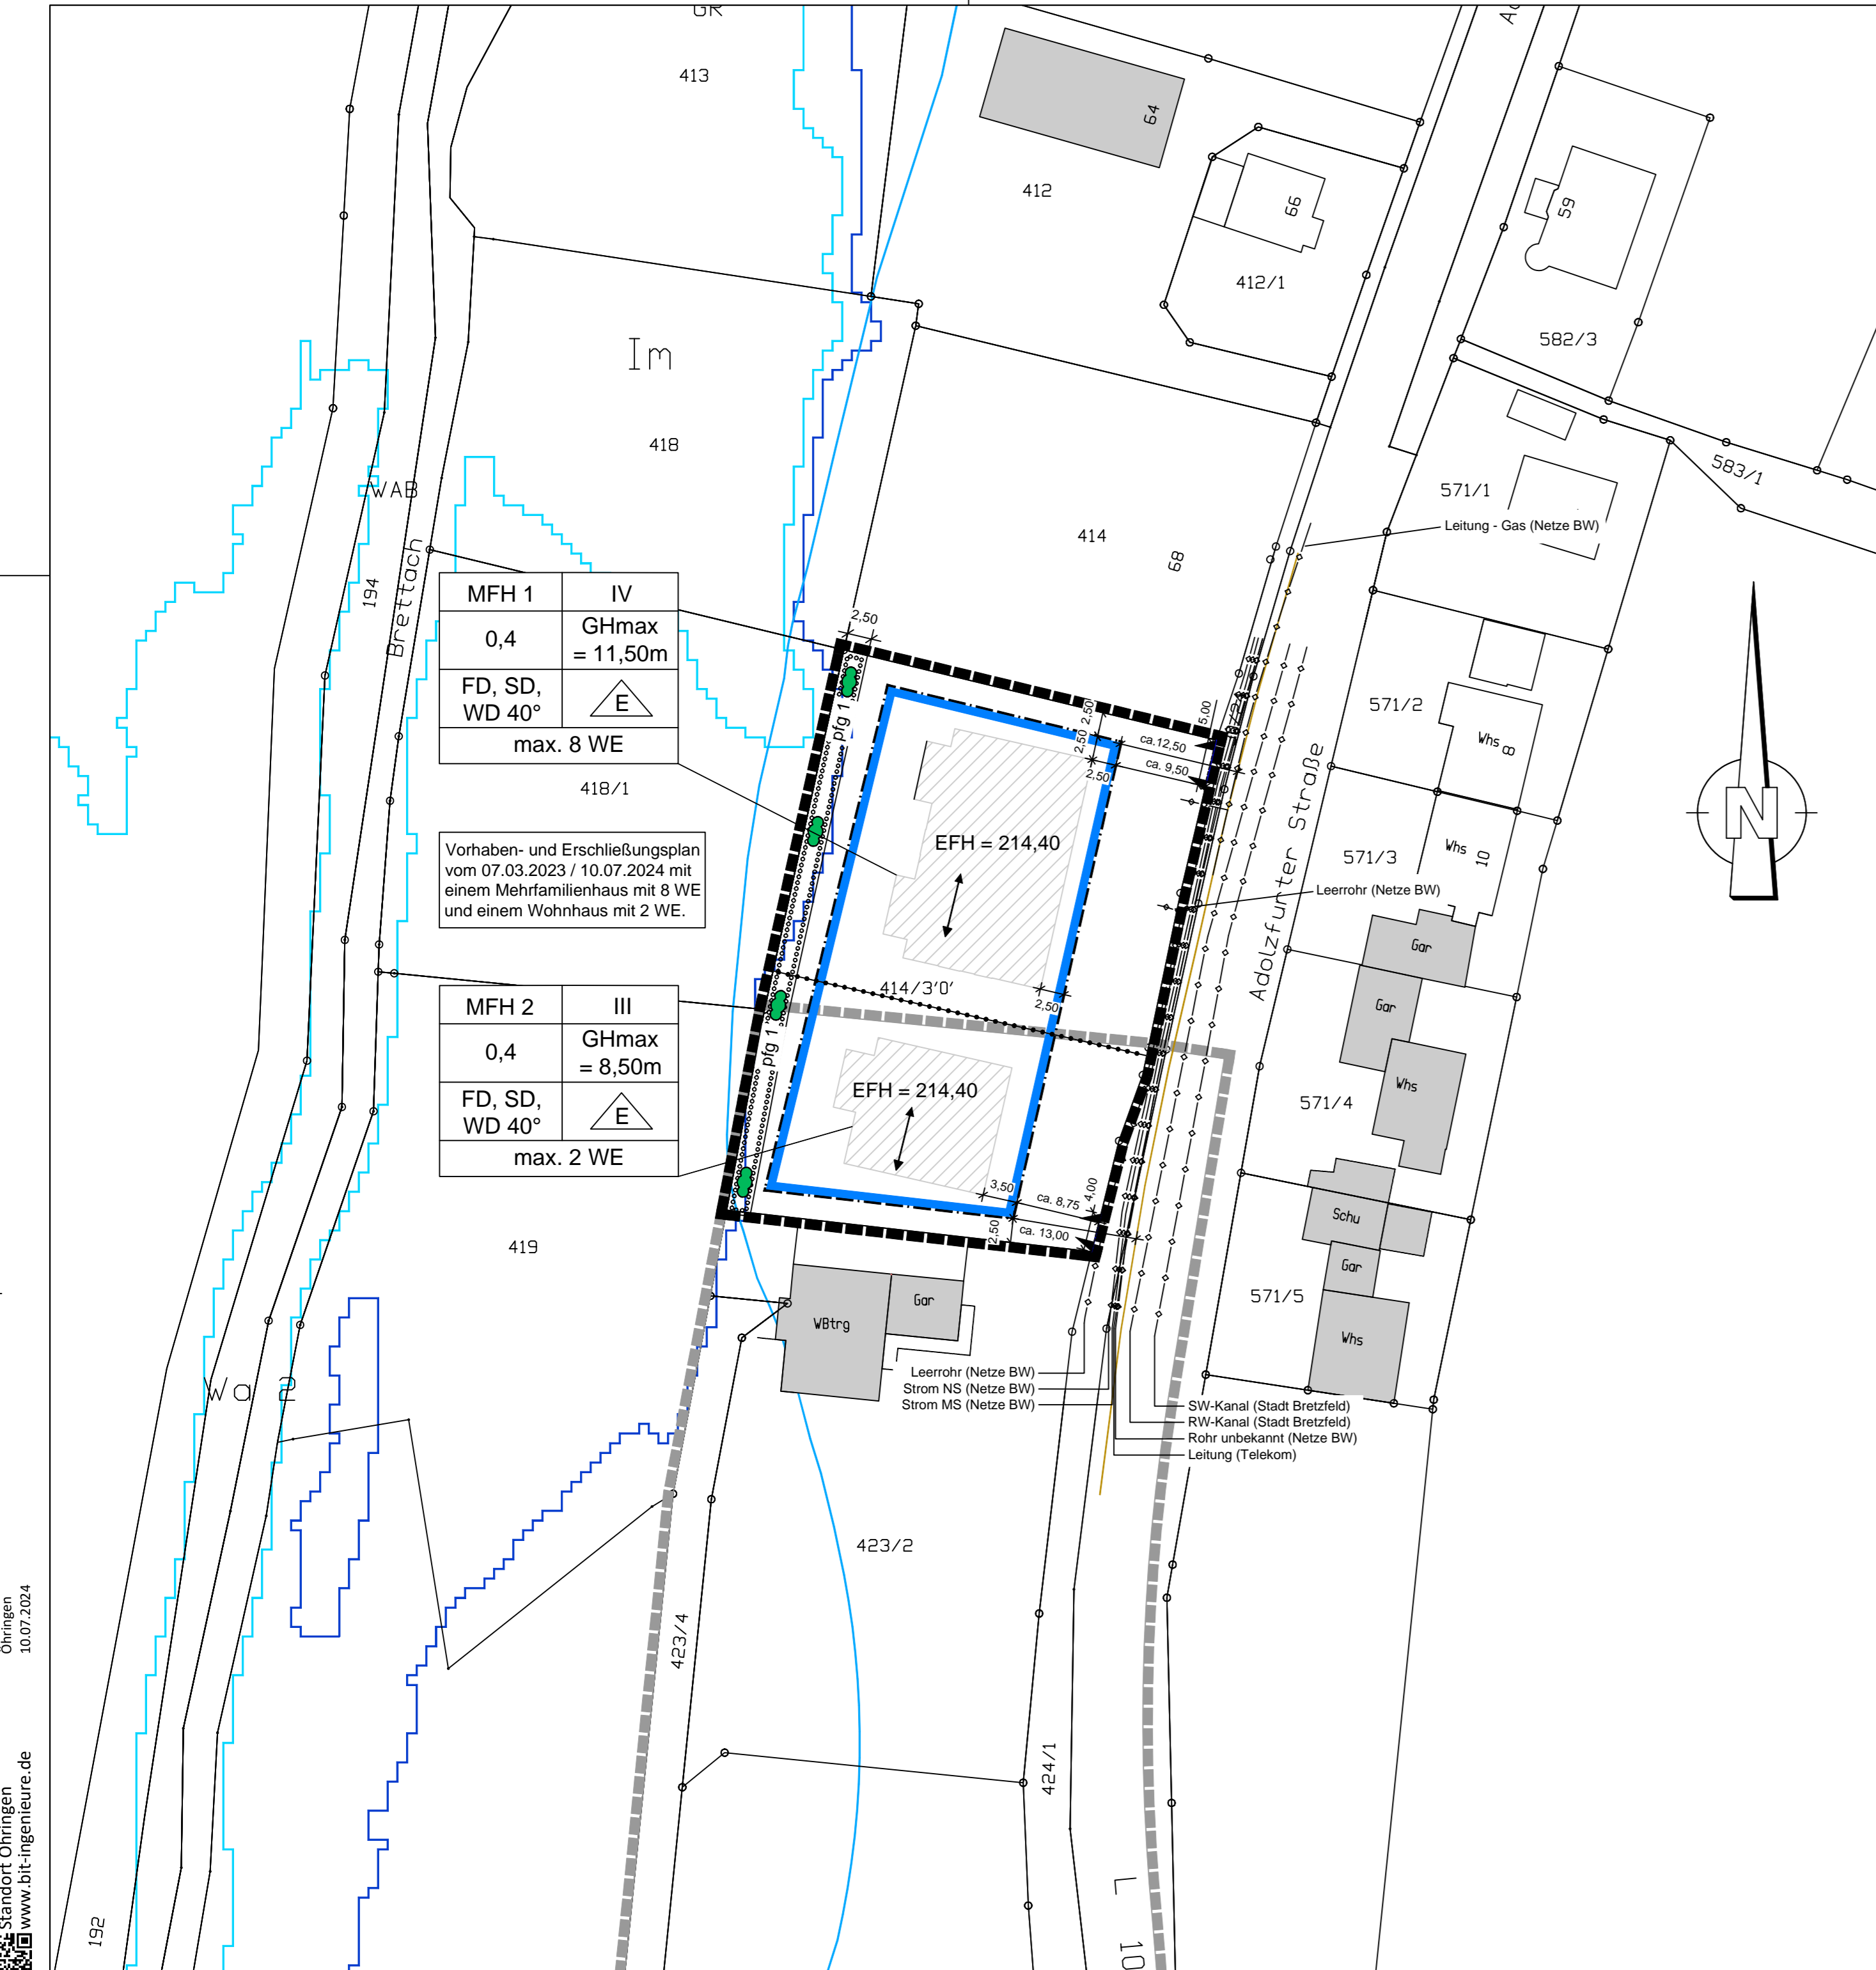 GR
413
64
412
66
412/1
59
582/3
Im
418
WAB
194
Brettach
414
68
571/1
583/1
Leitung - Gas (Netze BW)
MFH 1
IV
0,4
GHmax
= 11,50m
FD, SD,
WD 40°
E
max. 8 WE
2,50
pfg 1
2,50
2,50
5,00
ca.12,50
ca. 9,50
2,50
571/2
Whs 8
418/1
EFH = 214,40
Adolzfurter Straße
571/3
Whs 10
Vorhaben- und Erschließungsplan
vom 07.03.2023 / 10.07.2024 mit
einem Mehrfamilienhaus mit 8 WE
und einem Wohnhaus mit 2 WE.
Leerrohr (Netze BW)
Gar
414/3'0'
2,50
Gar
MFH 2
III
0,4
GHmax
= 8,50m
FD, SD,
WD 40°
E
max. 2 WE
pfg 1
EFH = 214,40
Whs
571/4
3,50
ca. 8,75
4,00
2,50
ca. 13,00
Schu
Gar
419
571/5
Gar
WBtrg
Whs
Leerrohr (Netze BW)
Strom NS (Netze BW)
Strom MS (Netze BW)
SW-Kanal (Stadt Bretzfeld)
RW-Kanal (Stadt Bretzfeld)
Rohr unbekannt (Netze BW)
Leitung (Telekom)
Wa 2
423/2
423/4
424/1
L 10
192
N
Öhringen
10.07.2024
Standort Öhringen
www.bit-ingenieure.de